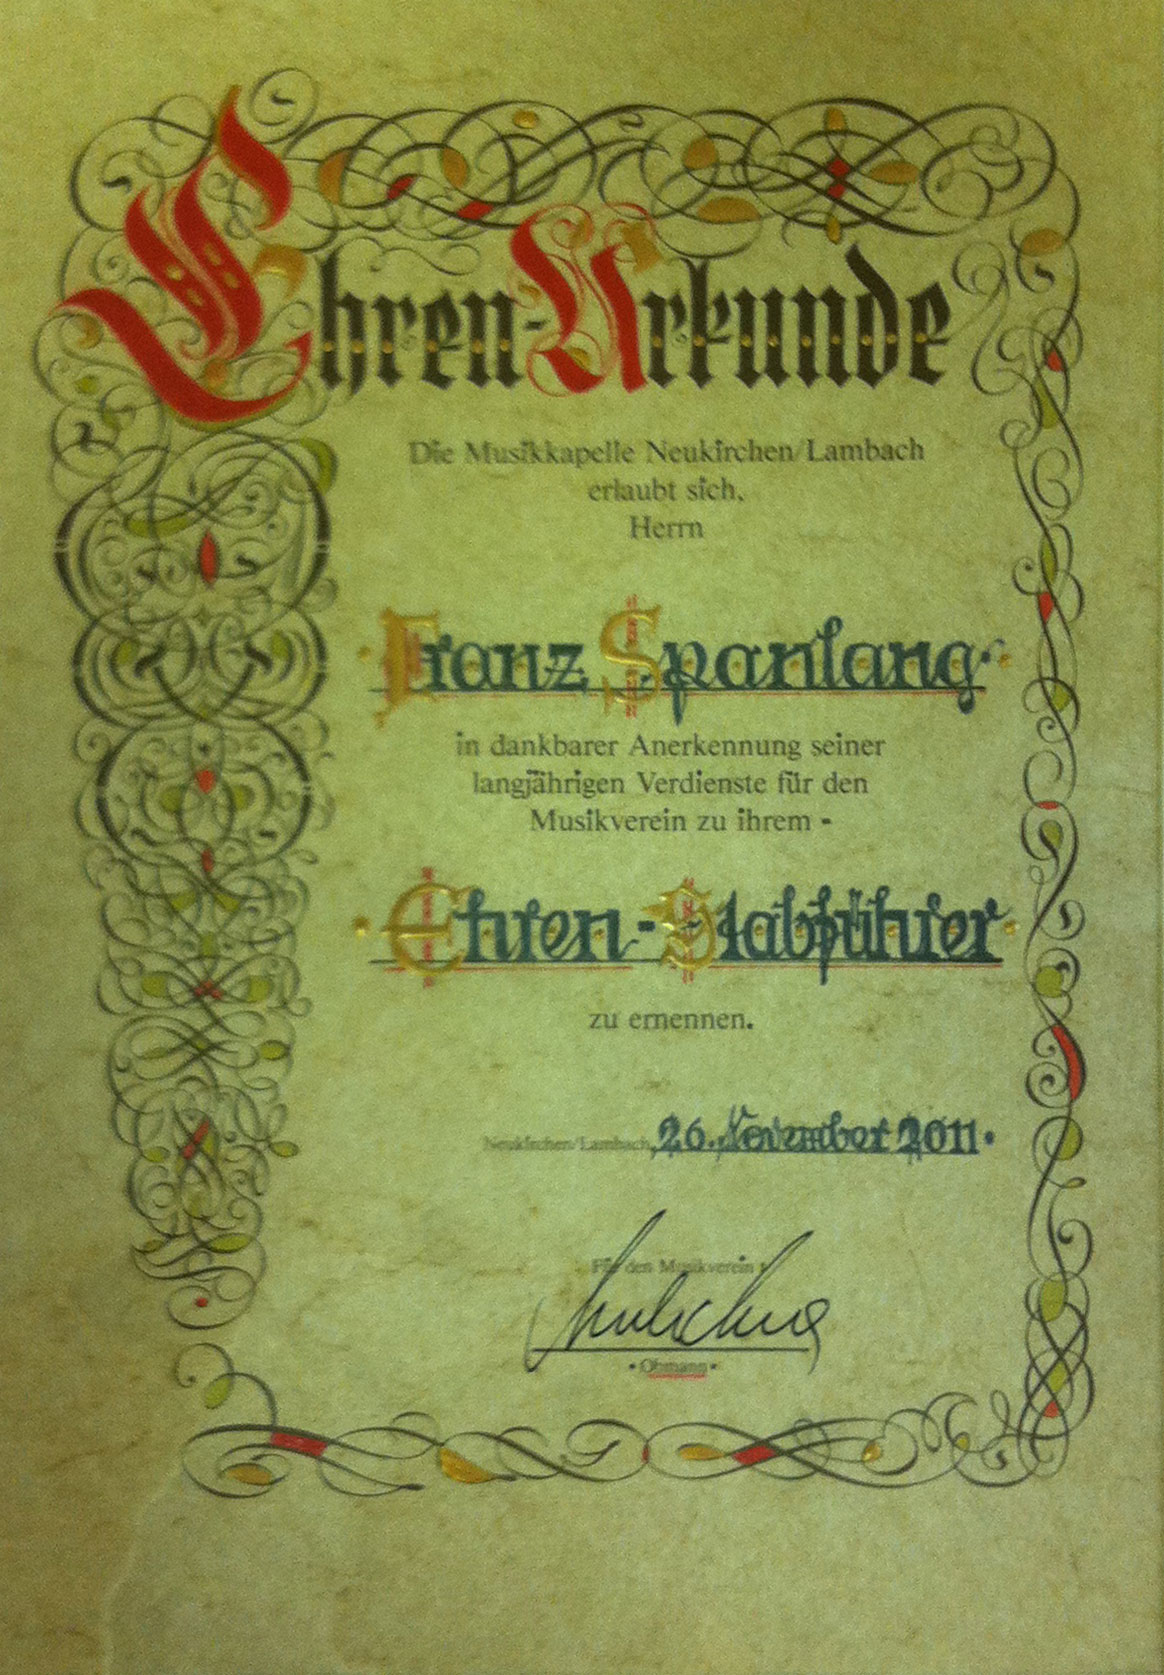 Ehren-Urkunde
Die Musikkapelle Neukirchen/Lambach
erlaubt sich,
Herrn
Franz Spanlang
in dankbarer Anerkennung seiner
langjährigen Verdienste für den
Musikverein zu ihrem -
Ehren-Stabführer
zu ernennen.
Neukirchen/Lambach, 26. November 2011.
Für den Musikverein :
• Obmann •